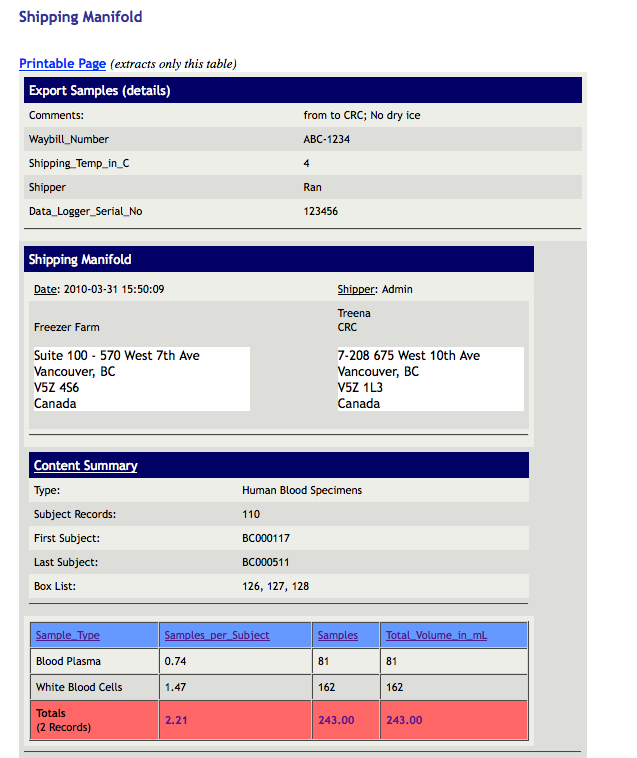 Shipping Manifold
Printable Page (extracts only this table)
Export Samples (details)
Comments: from to CRC; No dry ice
Waybill_Number ABC-1234
Shipping_Temp_in_C 4
Shipper Ran
Data_Logger_Serial_No 123456
Shipping Manifold
Date: 2010-03-31 15:50:09 Shipper: Admin
Freezer Farm
Treena
CRC
Suite 100 - 570 West 7th Ave
Vancouver, BC
V5Z 4S6
Canada
7-208 675 West 10th Ave
Vancouver, BC
V5Z 1L3
Canada
Content Summary
Type: Human Blood Specimens
Subject Records: 110
First Subject: BC000117
Last Subject: BC000511
Box List: 126, 127, 128
Sample_Type Samples_per_Subject Samples Total_Volume_in_mL
Blood Plasma 0.74 81 81
White Blood Cells 1.47 162 162
Totals
(2 Records) 2.21 243.00 243.00